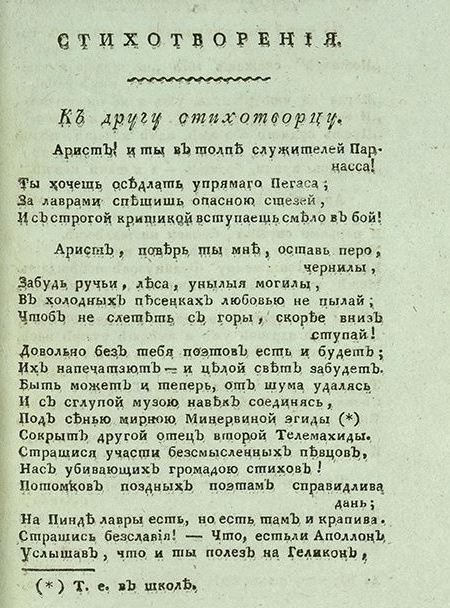 СТИХОТВОРЕНІЯ.
Къ другу стихотворцу.
Аристъ! и ты въ толпѣ служителей Пар-
насса!
Ты хочешь осѣдлать упрямаго Пегаса;
За лаврами спѣшишь опасною стезей,
И съ строгой критикой вступаешь смѣло въ бой!
Аристъ, повѣрь ты мнѣ, оставь перо,
чернилы,
Забудь ручьи, лѣса, унылыя могилы,
Въ холодныхъ пѣсенкахъ любовью не пылай;
Чтобъ не слетѣть съ горы, скорѣе внизъ
ступай!
Довольно безъ тебя поэтовъ есть и будетъ;
Ихъ напечатають — и цѣлой свѣтъ забудетъ.
Быть можетъ и теперь, отъ шума удалясь
И съ глупой музою навѣкъ соединясь,
Подъ сѣнью мирною Минервиной эгиды (*)
Сокрытъ другой отецъ второй Телемахиды.
Страшися участи безсмысленныхъ пѣвцовъ,
Насъ убивающихъ громадою стиховъ!
Потомковъ поздныхъ поэтамъ справидлива
дань;
На Пиндѣ лавры есть, но есть тамъ и крапива.
Страшись безславія! — Что, естьли Аполлонъ
Услышавъ, что и ты полезъ на Геликонъ,
(*) Т. е. въ школѣ.